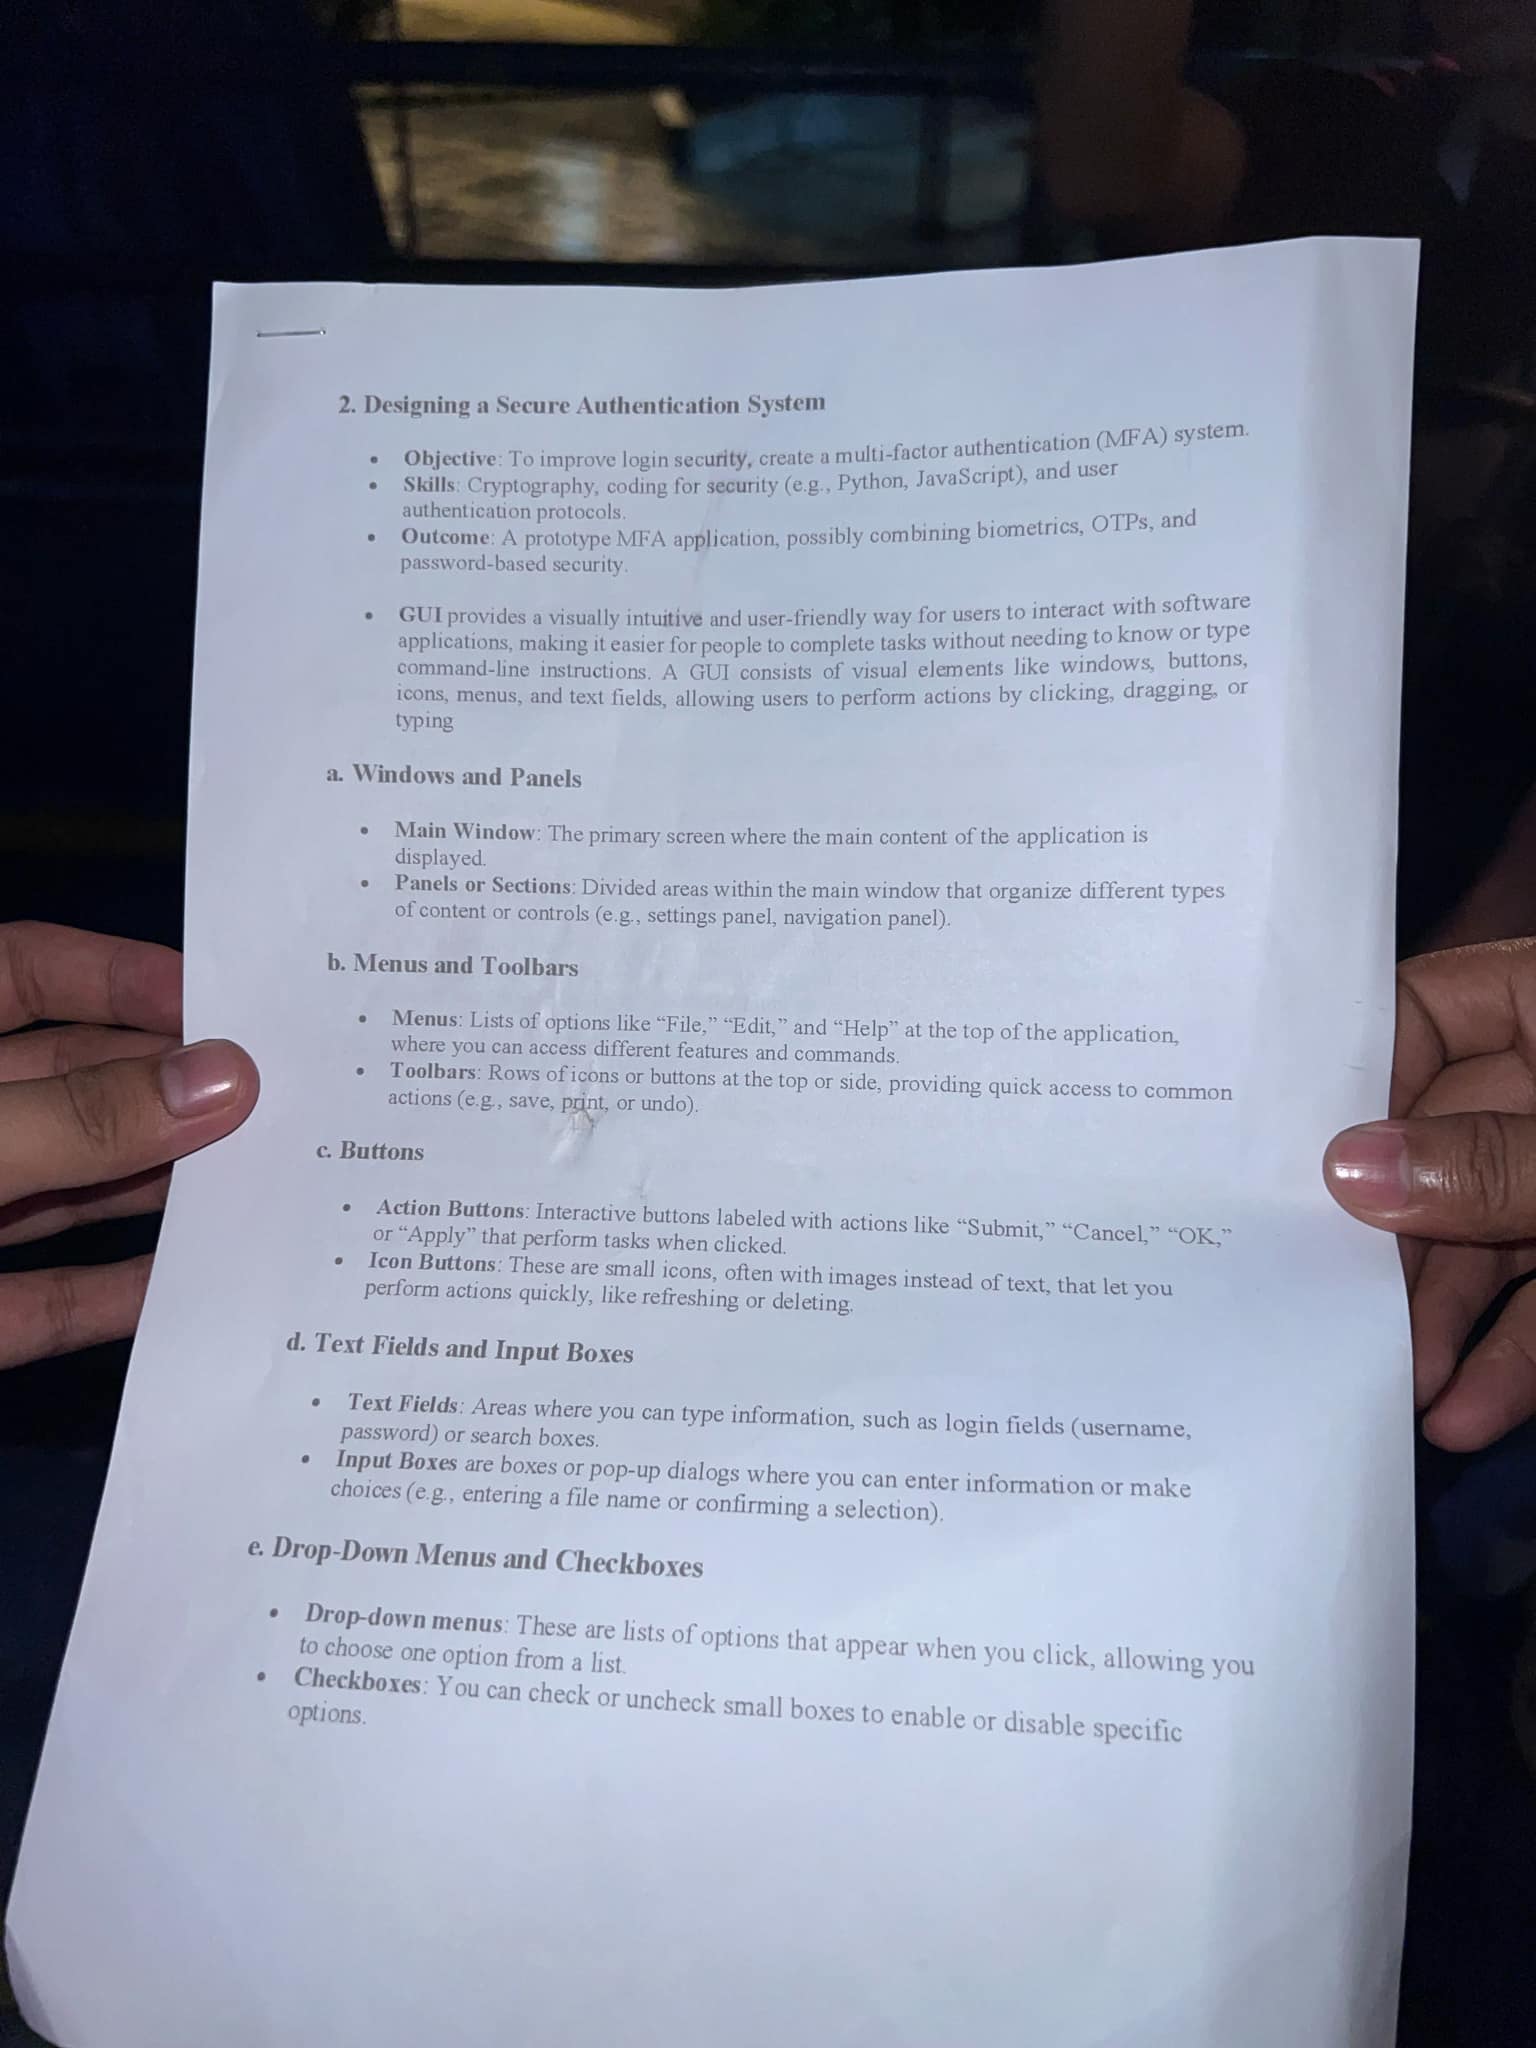 2. Designing a Secure Authentication System
• Objective: To improve login security, create a multi-factor authentication (MFA) system.
• Skills: Cryptography, coding for security (e.g., Python, JavaScript), and user
authentication protocols.
• Outcome: A prototype MFA application, possibly combining biometrics, OTPs, and
password-based security.
• GUI provides a visually intuitive and user-friendly way for users to interact with software
applications, making it easier for people to complete tasks without needing to know or type
command-line instructions. A GUI consists of visual elements like windows, buttons,
icons, menus, and text fields, allowing users to perform actions by clicking, dragging, or
typing
a. Windows and Panels
• Main Window: The primary screen where the main content of the application is
displayed.
• Panels or Sections: Divided areas within the main window that organize different types
of content or controls (e.g., settings panel, navigation panel).
b. Menus and Toolbars
• Menus: Lists of options like “File,” “Edit,” and “Help” at the top of the application,
where you can access different features and commands.
• Toolbars: Rows of icons or buttons at the top or side, providing quick access to common
actions (e.g., save, print, or undo).
c. Buttons
• Action Buttons: Interactive buttons labeled with actions like “Submit,” “Cancel,” “OK,”
or “Apply” that perform tasks when clicked.
• Icon Buttons: These are small icons, often with images instead of text, that let you
perform actions quickly, like refreshing or deleting.
d. Text Fields and Input Boxes
• Text Fields: Areas where you can type information, such as login fields (username,
password) or search boxes.
• Input Boxes are boxes or pop-up dialogs where you can enter information or make
choices (e.g., entering a file name or confirming a selection).
e. Drop-Down Menus and Checkboxes
• Drop-down menus: These are lists of options that appear when you click, allowing you
to choose one option from a list.
• Checkboxes: You can check or uncheck small boxes to enable or disable specific
options.